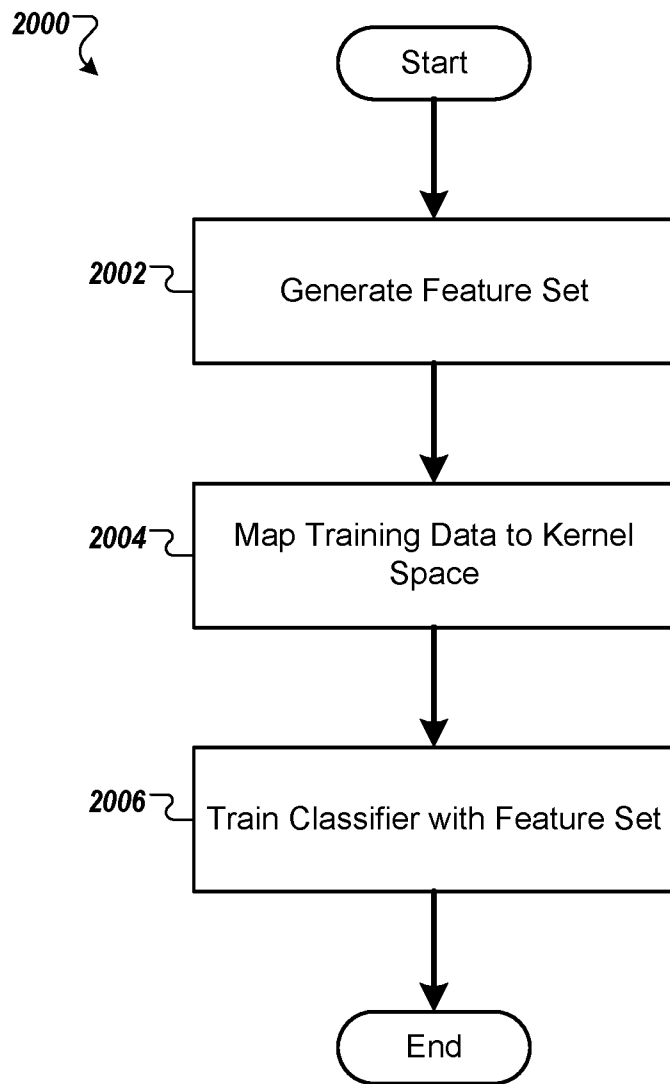 2000
Start
2002
Generate Feature Set
2004
Map Training Data to Kernel
Space
2006
Train Classifier with Feature Set
End